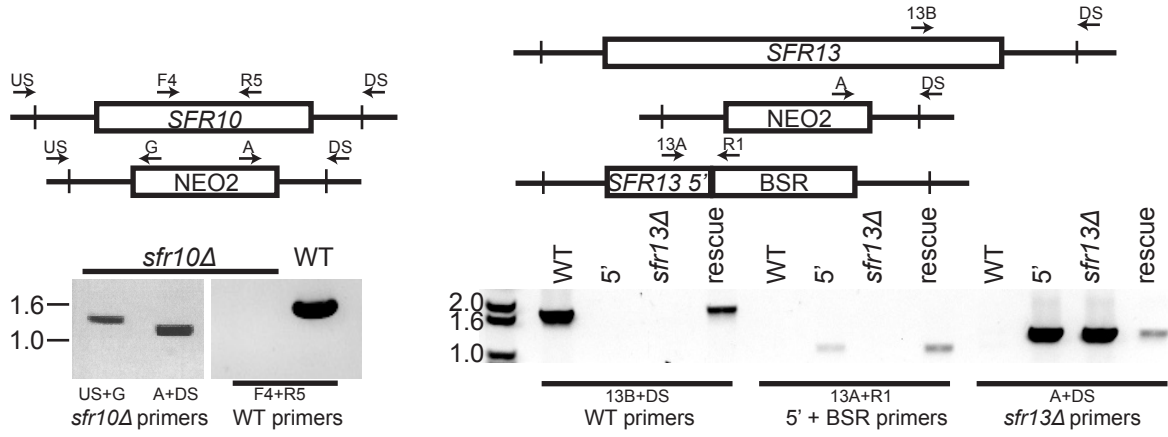 13B
DS
SFR13
US
F4
R5
DS
SFR10
A
DS
NEO2
US
G
A
DS
NEO2
13A
R1
SFR13 5'
BSR
sfr10Δ
WT
WT
5'
sfr13Δ
rescue
WT
5'
sfr13Δ
rescue
WT
5'
sfr13Δ
rescue
1.6
1.0
2.0
1.6
1.0
US+G
A+DS
F4+R5
sfr10Δ primers
WT primers
13B+DS
13A+R1
A+DS
WT primers
5' + BSR primers
sfr13Δ primers